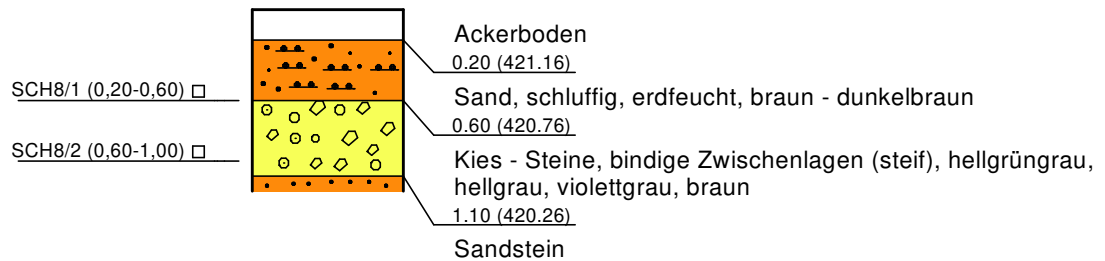 Ackerboden
0.20 (421.16)
SCH8/1 (0,20-0,60)
Sand, schluffig, erdfeucht, braun - dunkelbraun
0.60 (420.76)
SCH8/2 (0,60-1,00)
Kies - Steine, bindige Zwischenlagen (steif), hellgrüngrau,
hellgrau, violettgrau, braun
1.10 (420.26)
Sandstein